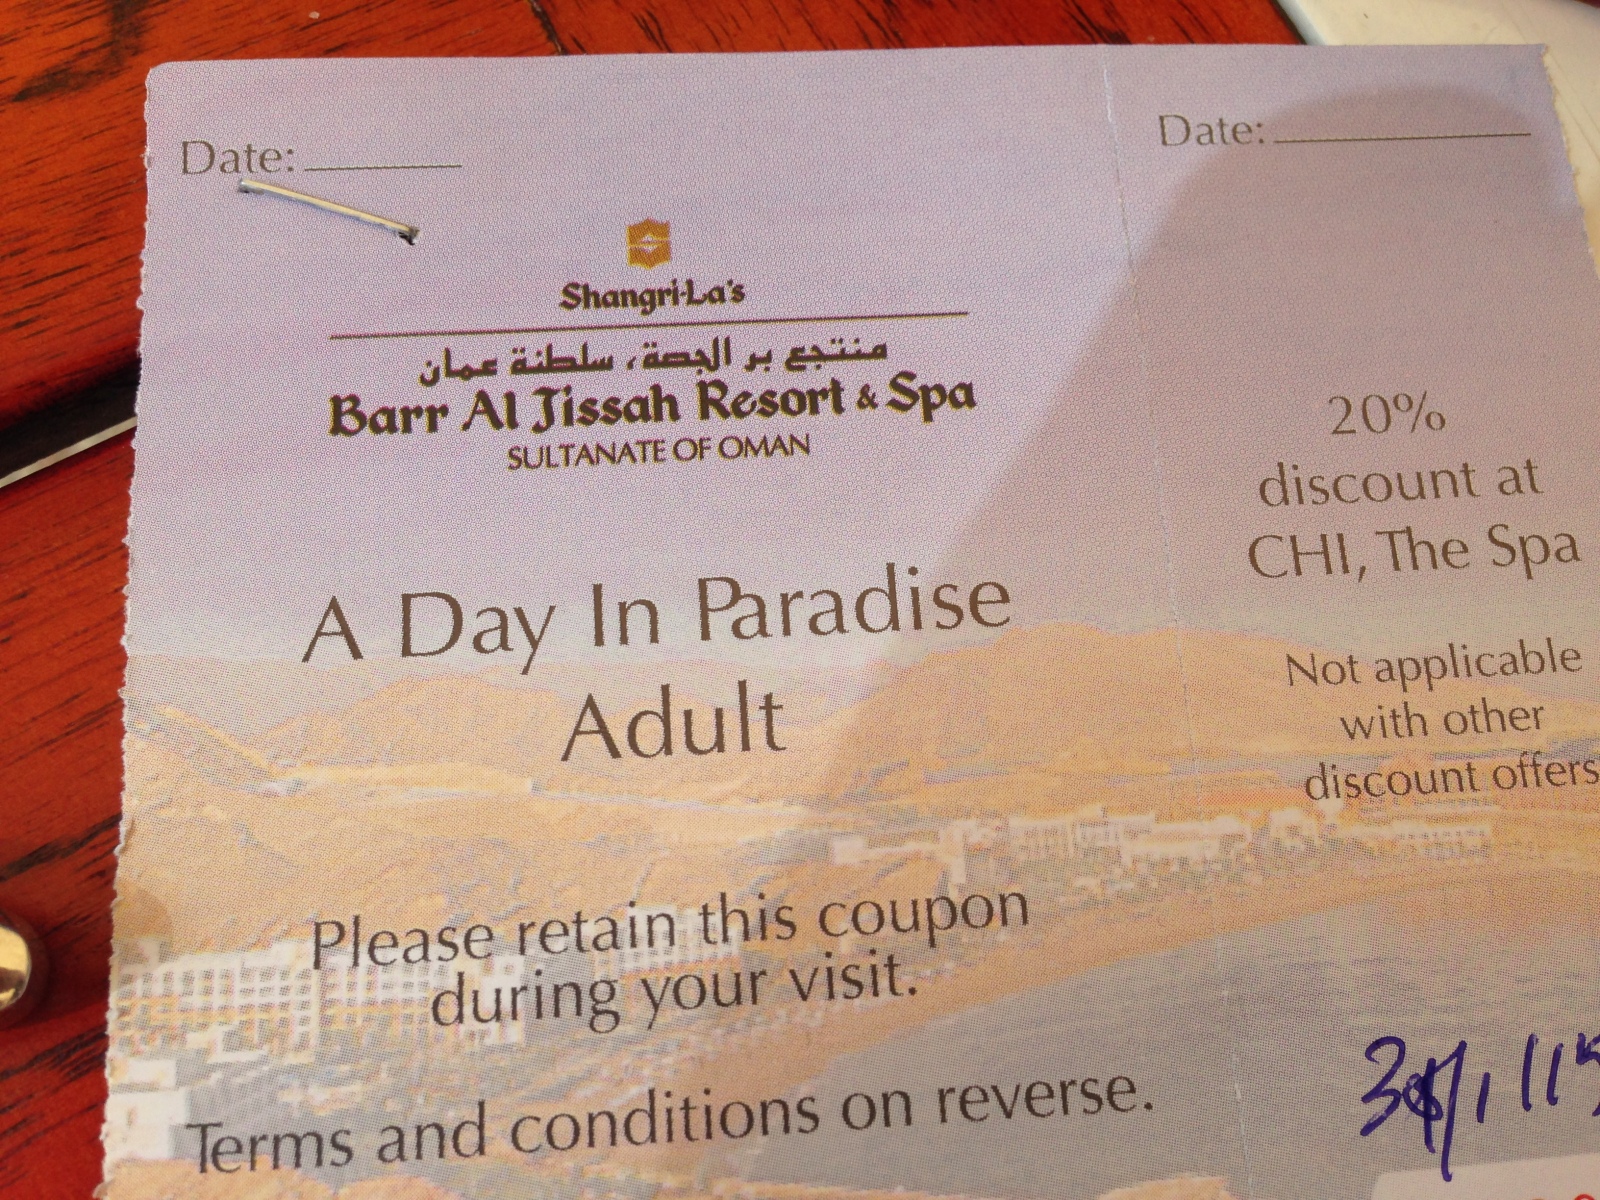 Date:
Shangri-La's
منتجع بر الجصة، سلطنة عمان
Barr Al Jissah Resort & Spa
SULTANATE OF OMAN
A Day In Paradise
Adult
Please retain this coupon
during your visit.
Terms and conditions on reverse.
Date:
20%
discount at
CHI, The Spa
Not applicable
with other
discount offers